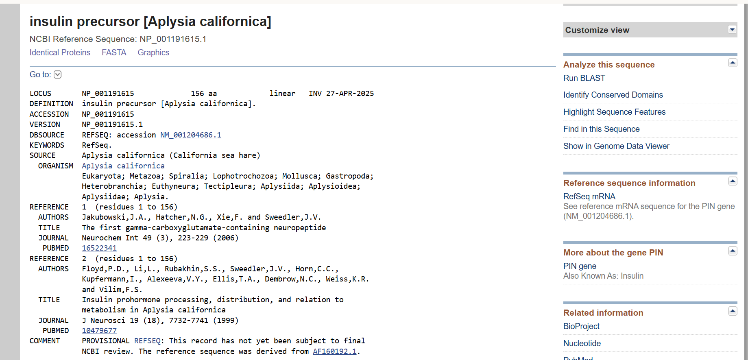 insulin precursor [Aplysia californica]
NCBI Reference Sequence: NP_001191615.1
Identical Proteins FASTA Graphics
Go to:
LOCUS NP_001191615 156 aa linear INV 27-APR-2025
DEFINITION insulin precursor [Aplysia californica].
ACCESSION NP_001191615
VERSION NP_001191615.1
DBSOURCE REFSEQ: accession NM_001204686.1
KEYWORDS RefSeq.
SOURCE Aplysia californica (California sea hare)
ORGANISM Aplysia californica
Eukaryota; Metazoa; Spiralia; Lophotrochozoa; Mollusca; Gastropoda;
Heterobranchia; Euthyneura; Tectipleura; Aplysiida; Aplysioidea;
Aplysiidae; Aplysia.
REFERENCE 1 (residues 1 to 156)
AUTHORS Jakubowski,J.A., Hatcher,N.G., Xie,F. and Sweedler,J.V.
TITLE The first gamma-carboxyglutamate-containing neuropeptide
JOURNAL Neurochem Int 49 (3), 223-229 (2006)
PUBMED 16522341
REFERENCE 2 (residues 1 to 156)
AUTHORS Floyd,P.D., Li,L., Rubakhin,S.S., Sweedler,J.V., Horn,C.C.,
Kupfermann,I., Alexeeva,V.Y., Ellis,T.A., Dembrow,N.C., Weiss,K.R.
and Vilim,F.S.
TITLE Insulin prohormone processing, distribution, and relation to
metabolism in Aplysia californica
JOURNAL J Neurosci 19 (18), 7732-7741 (1999)
PUBMED 10479677
COMMENT PROVISIONAL REFSEQ: This record has not yet been subject to final
NCBI review. The reference sequence was derived from AF160192.1.
Customize view
Analyze this sequence
Run BLAST
Identify Conserved Domains
Highlight Sequence Features
Find in this Sequence
Show in Genome Data Viewer
Reference sequence information
RefSeq mRNA
See reference mRNA sequence for the PIN gene
(NM_001204686.1).
More about the gene PIN
PIN gene
Also Known As: Insulin
Related information
BioProject
Nucleotide